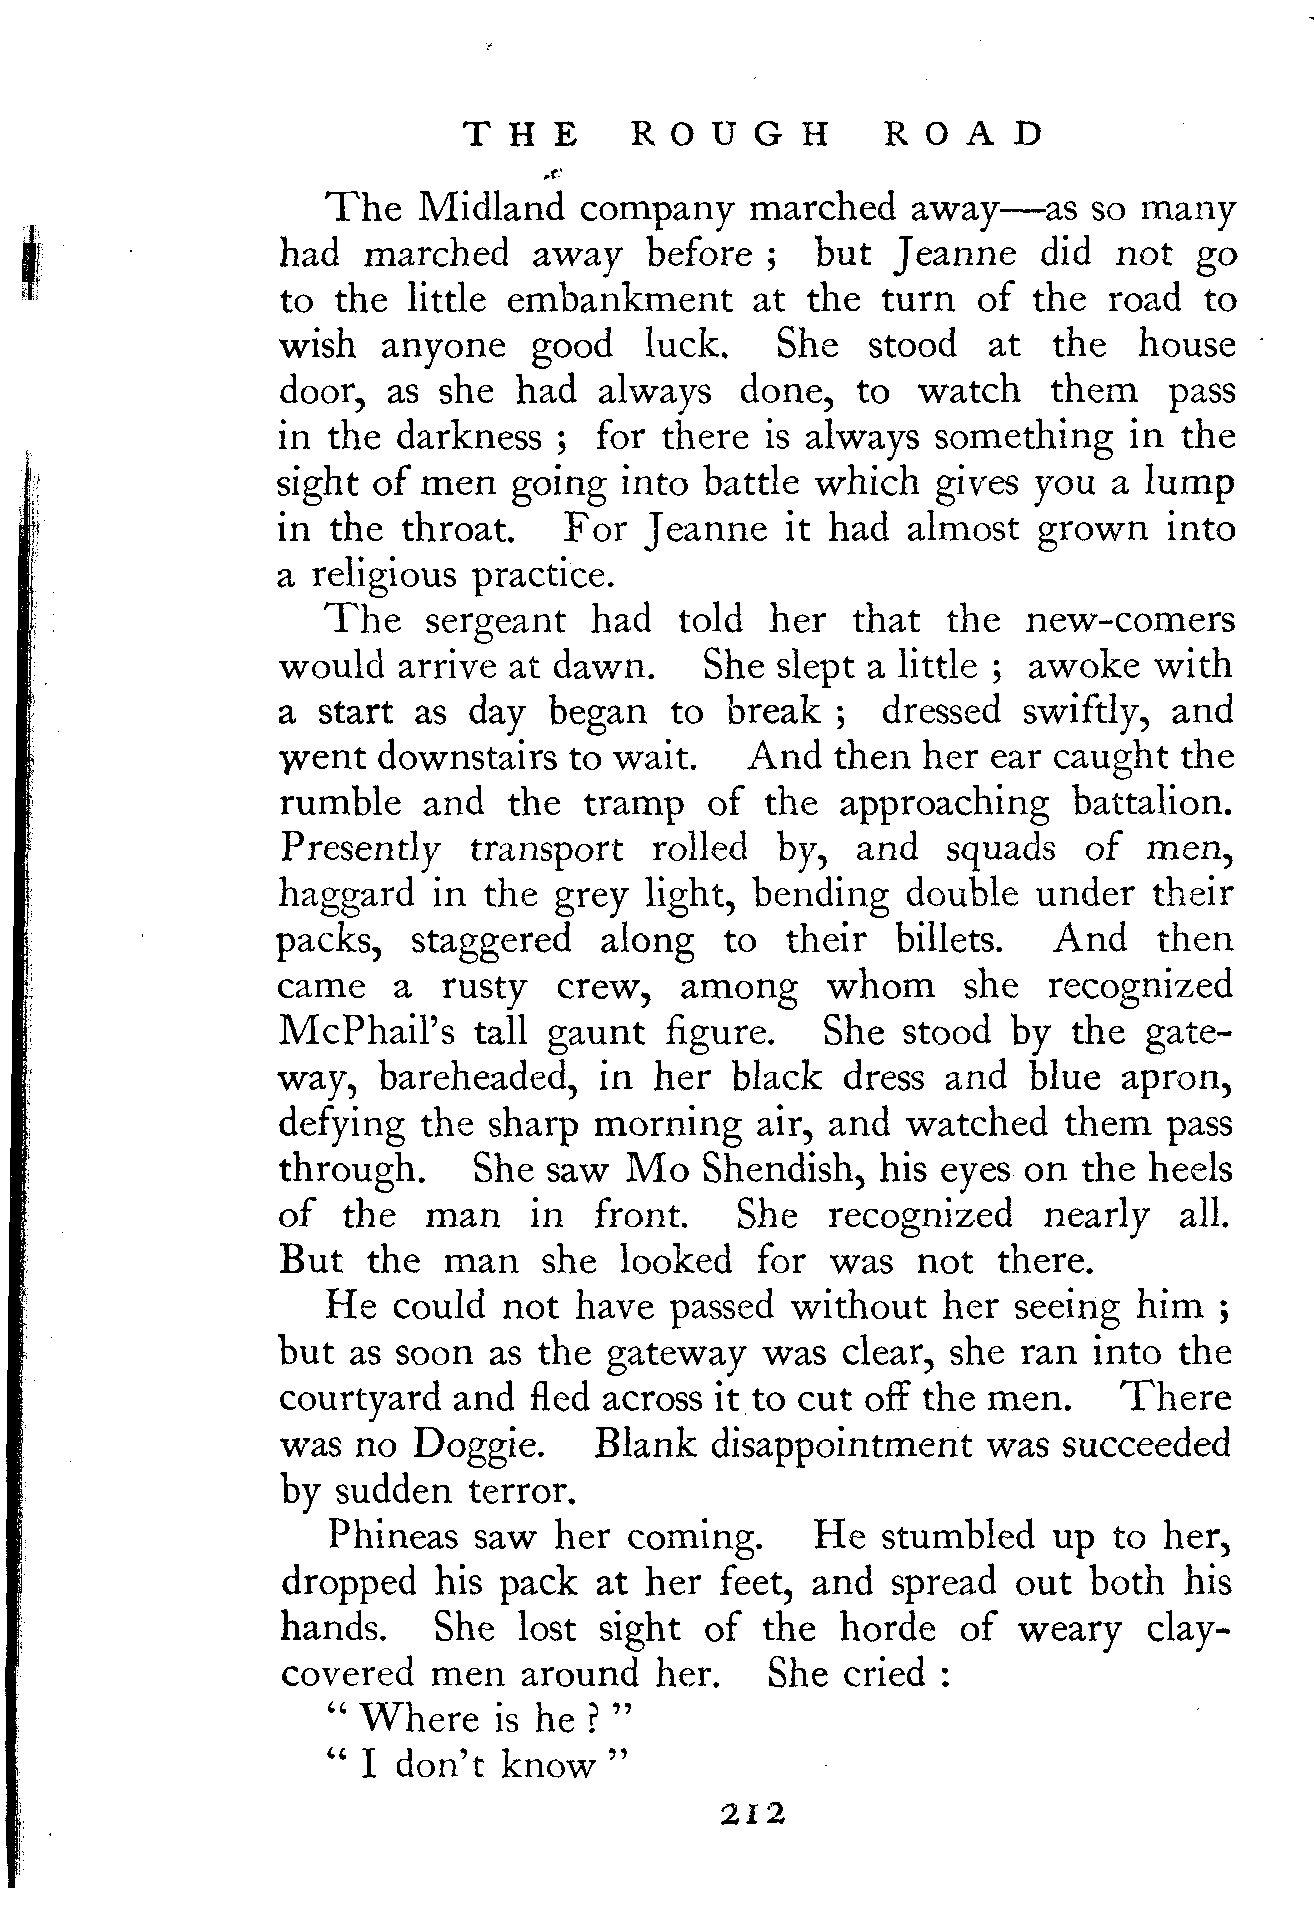 THE ROUGH ROAD
The Midland company marched away—as so many
had marched away before ; but Jeanne did not go
to the little embankment at the turn of the road to
wish anyone good luck. She stood at the house
door, as she had always done, to watch them pass
in the darkness ; for there is always something in the
sight of men going into battle which gives you a lump
in the throat. For Jeanne it had almost grown into
a religious practice.
The sergeant had told her that the new-comers
would arrive at dawn. She slept a little ; awoke with
a start as day began to break ; dressed swiftly, and
went downstairs to wait. And then her ear caught the
rumble and the tramp of the approaching battalion.
Presently transport rolled by, and squads of men,
haggard in the grey light, bending double under their
packs, staggered along to their billets. And then
came a rusty crew, among whom she recognized
McPhail's tall gaunt figure. She stood by the gate-
way, bareheaded, in her black dress and blue apron,
defying the sharp morning air, and watched them pass
through. She saw Mo Shendish, his eyes on the heels
of the man in front. She recognized nearly all.
But the man she looked for was not there.
He could not have passed without her seeing him ;
but as soon as the gateway was clear, she ran into the
courtyard and fled across it to cut off the men. There
was no Doggie. Blank disappointment was succeeded
by sudden terror.
Phineas saw her coming. He stumbled up to her,
dropped his pack at her feet, and spread out both his
hands. She lost sight of the horde of weary clay-
covered men around her. She cried :
“ Where is he ? ”
“ I don't know ”
212